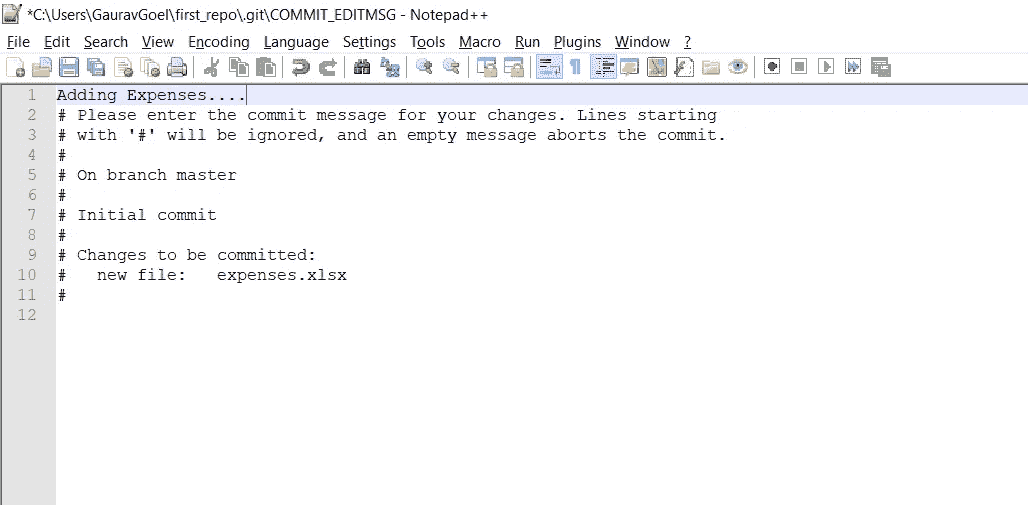 *C:\Users\GauravGoel\first_repo\.git\COMMIT_EDITMSG - Notepad++
File Edit Search View Encoding Language Settings Tools Macro Run Plugins Window ?
1 Adding Expenses....
2 # Please enter the commit message for your changes. Lines starting
3 # with '#' will be ignored, and an empty message aborts the commit.
4 #
5 # On branch master
6 #
7 # Initial commit
8 #
9 # Changes to be committed:
10 #   new file:   expenses.xlsx
11 #
12